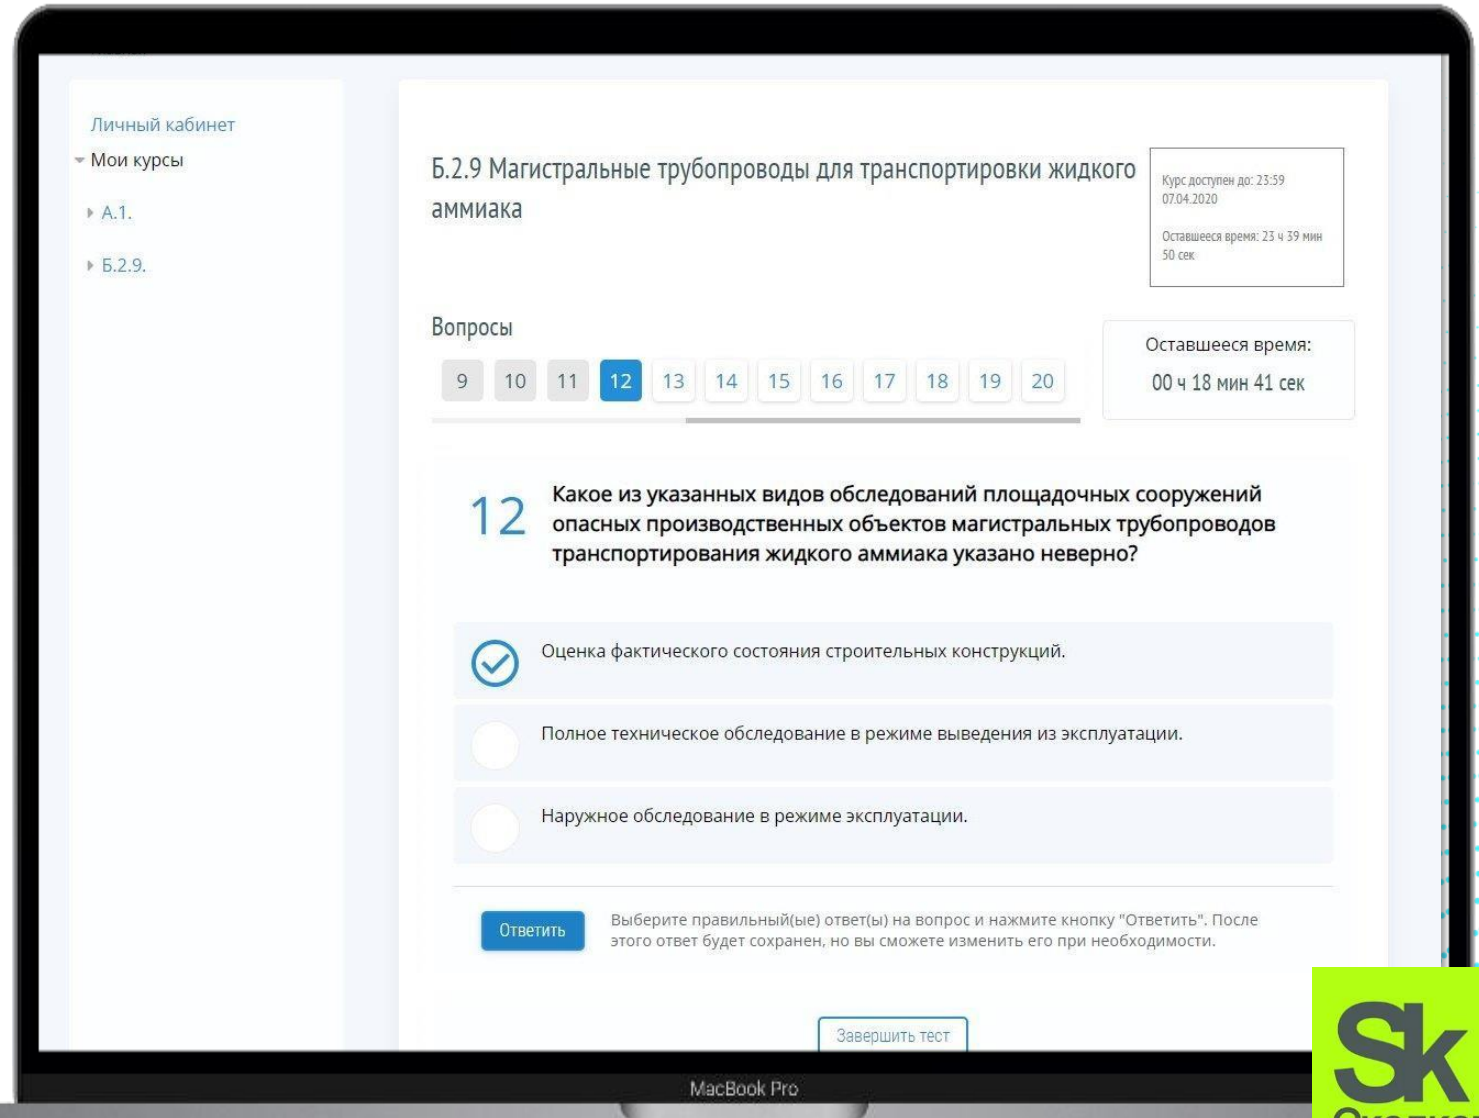 Личный кабинет
Мои курсы
А.1.
Б.2.9.
Б.2.9 Магистральные трубопроводы для транспортировки жидкого
аммиака
Курс доступен до: 23:59
07.04.2020
Оставшееся время: 23 ч 39 мин
50 сек
Вопросы
9 10 11 12 13 14 15 16 17 18 19 20
Оставшееся время:
00 ч 18 мин 41 сек
12
Какое из указанных видов обследований площадочных сооружений
опасных производственных объектов магистральных трубопроводов
транспортирования жидкого аммиака указано неверно?
Оценка фактического состояния строительных конструкций.
Полное техническое обследование в режиме выведения из эксплуатации.
Наружное обследование в режиме эксплуатации.
Ответить
Выберите правильный(ые) ответ(ы) на вопрос и нажмите кнопку "Ответить". После
этого ответ будет сохранен, но вы сможете изменить его при необходимости.
Завершить тест
MacBook Pro
Sk